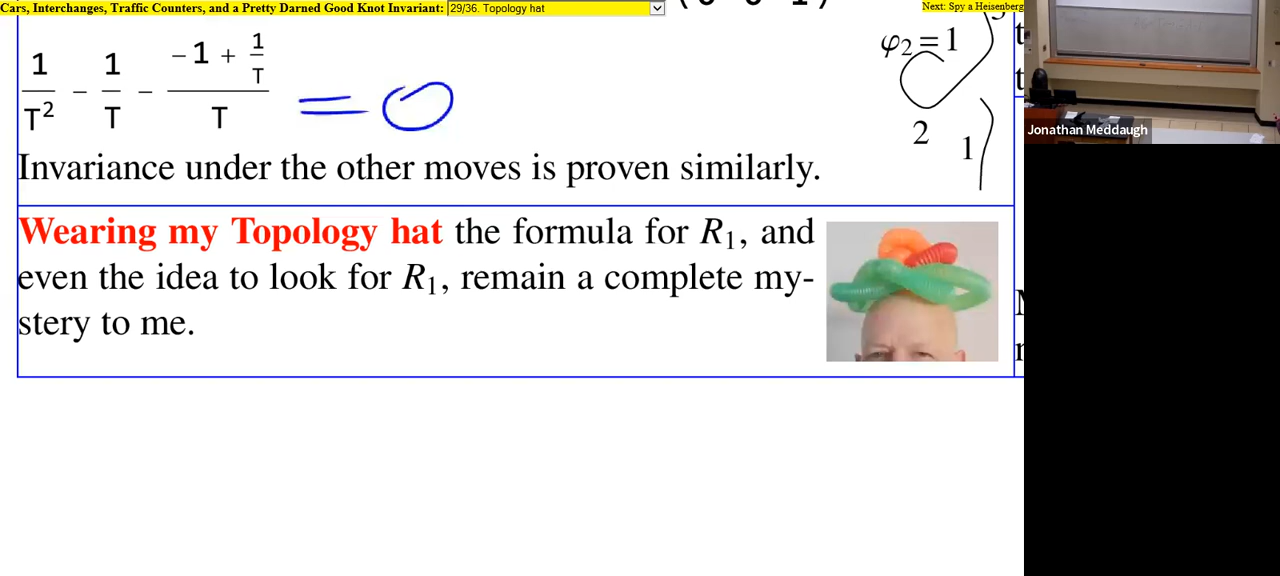 Cars, Interchanges, Traffic Counters, and a Pretty Darned Good Knot Invariant: 29/36. Topology hat Next: Spy a Heisenberg
φ₂ = 1
1/T² − 1/T − (−1 + 1/T)/T = 0
2 1
Invariance under the other moves is proven similarly.
Wearing my Topology hat the formula for R₁, and
even the idea to look for R₁, remain a complete my-
stery to me.
Jonathan Meddaugh